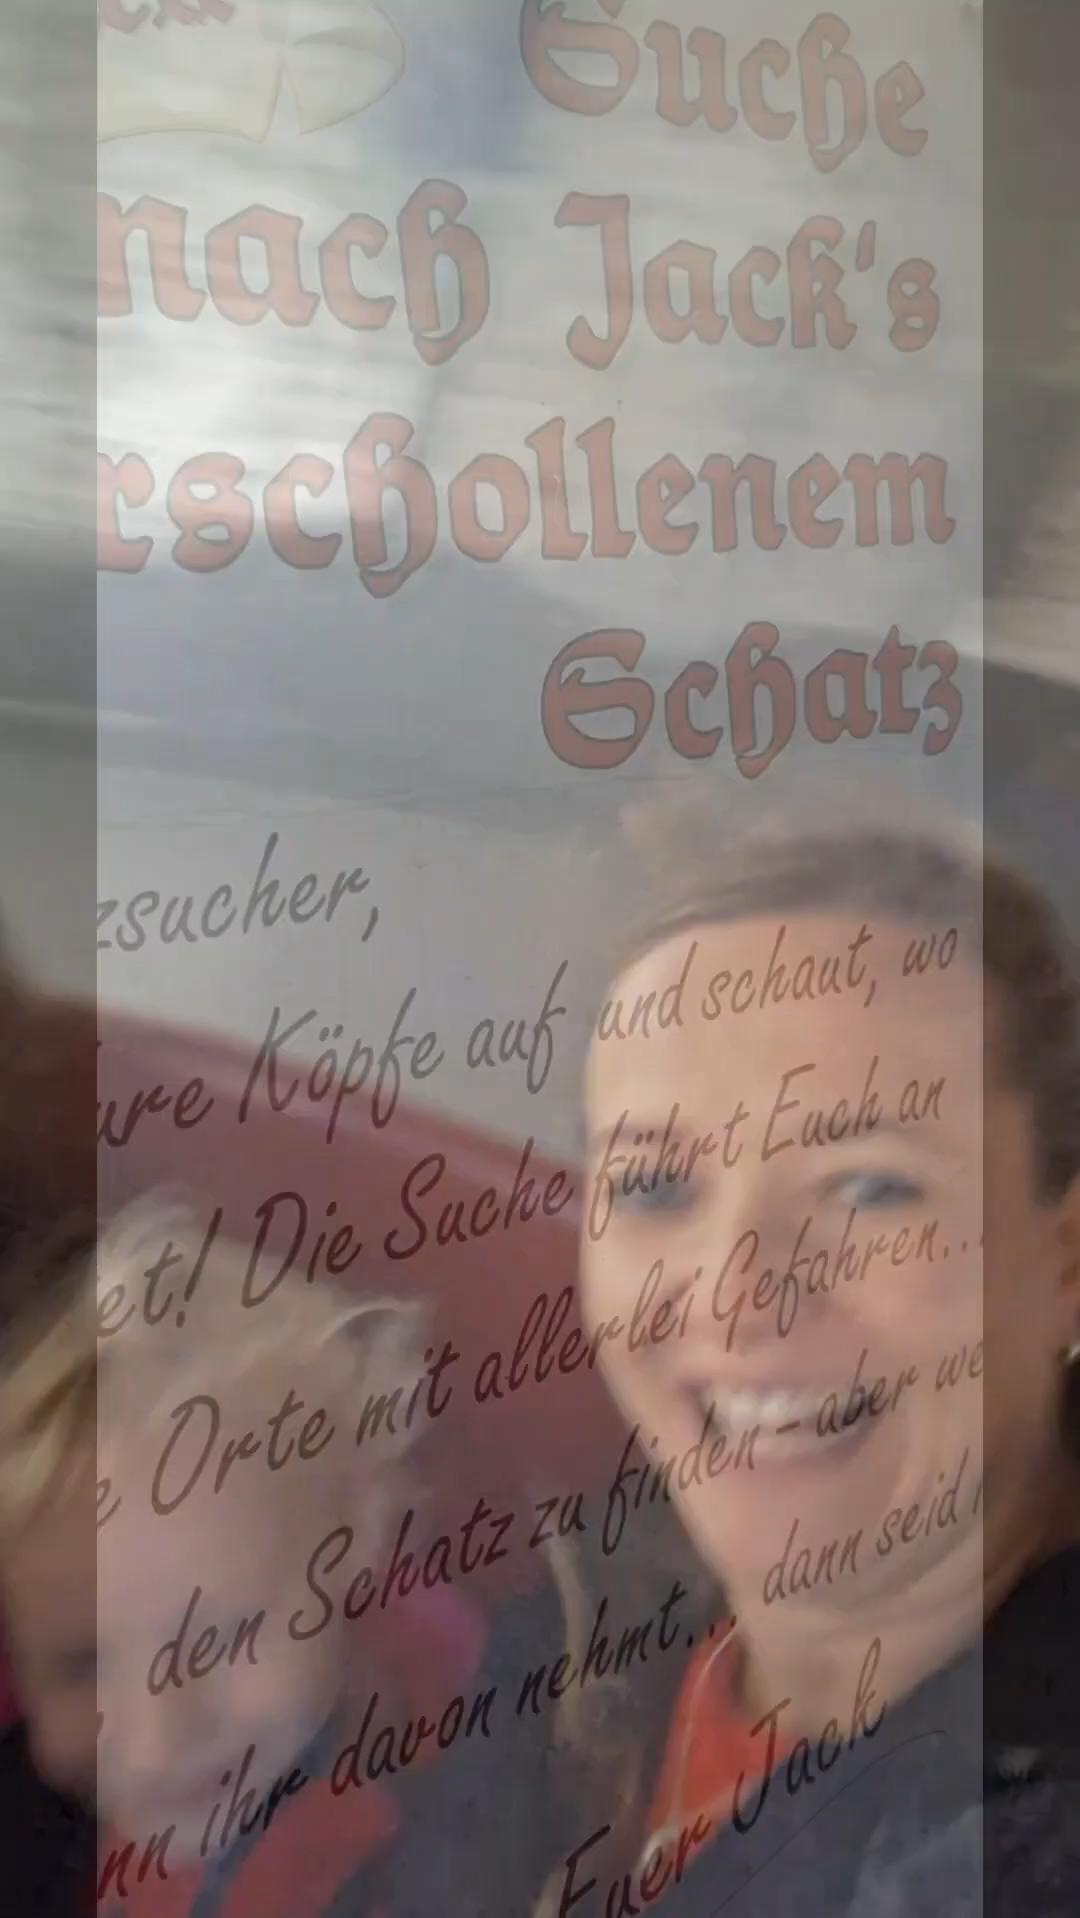 Suche
nach Jack's
rschollenem
Schatz
zsucher,
ure Köpfe auf und schaut, wo
et! Die Suche führt Euch an
e Orte mit allerlei Gefahren...
den Schatz zu finden - aber we
nn ihr davon nehmt... dann seid
Euer Jack